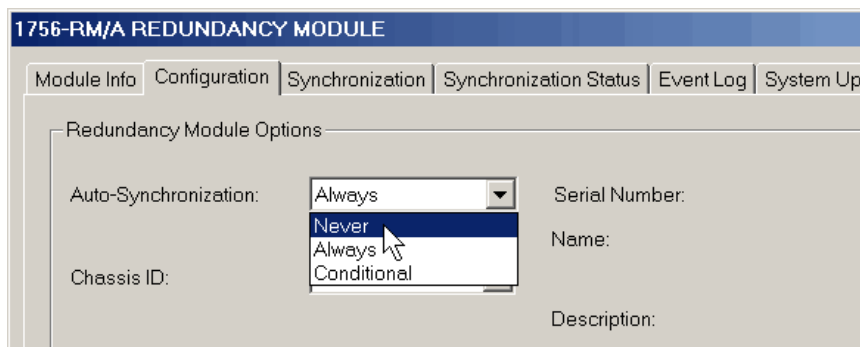 1756-RM/A REDUNDANCY MODULE
Module Info Configuration Synchronization Synchronization Status Event Log System Up
Redundancy Module Options
Auto-Synchronization: Always Serial Number:
Never
Name:
Always
Chassis ID: Conditional
Description: